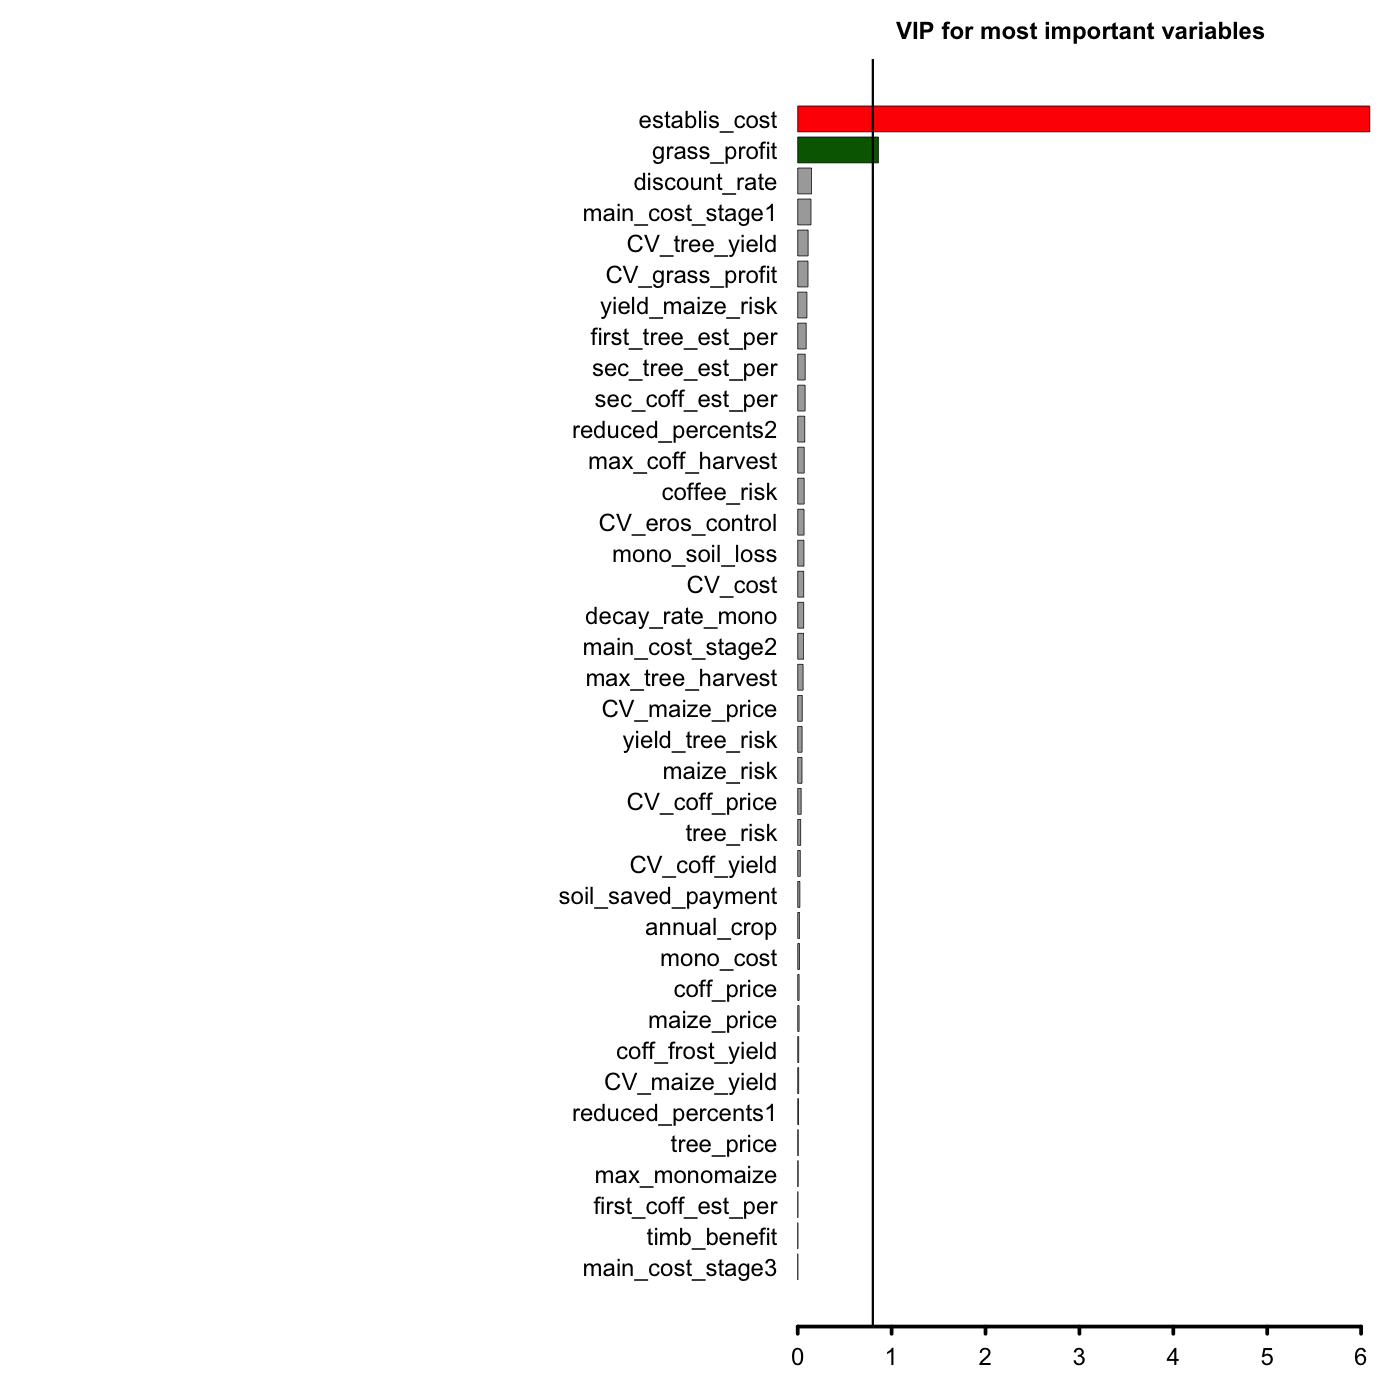 VIP for most important variables
establis_cost
grass_profit
discount_rate
main_cost_stage1
CV_tree_yield
CV_grass_profit
yield_maize_risk
first_tree_est_per
sec_tree_est_per
sec_coff_est_per
reduced_percents2
max_coff_harvest
coffee_risk
CV_eros_control
mono_soil_loss
CV_cost
decay_rate_mono
main_cost_stage2
max_tree_harvest
CV_maize_price
yield_tree_risk
maize_risk
CV_coff_price
tree_risk
CV_coff_yield
soil_saved_payment
annual_crop
mono_cost
coff_price
maize_price
coff_frost_yield
CV_maize_yield
reduced_percents1
tree_price
max_monomaize
first_coff_est_per
timb_benefit
main_cost_stage3
0 1 2 3 4 5 6